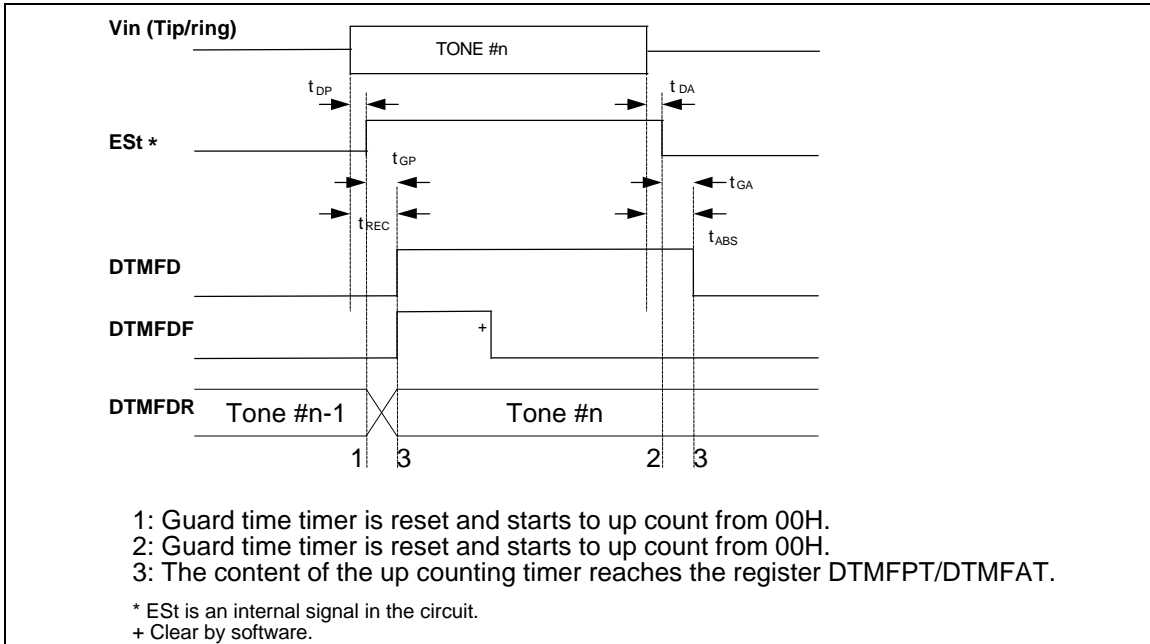 Vin (Tip/ring)
TONE #n
tDP
tDA
ESt *
tGP
tGA
tREC
tABS
DTMFD
DTMFDF
+
DTMFDR
Tone #n-1
Tone #n
1 3 2 3
1: Guard time timer is reset and starts to up count from 00H.
2: Guard time timer is reset and starts to up count from 00H.
3: The content of the up counting timer reaches the register DTMFPT/DTMFAT.
* ESt is an internal signal in the circuit.
+ Clear by software.